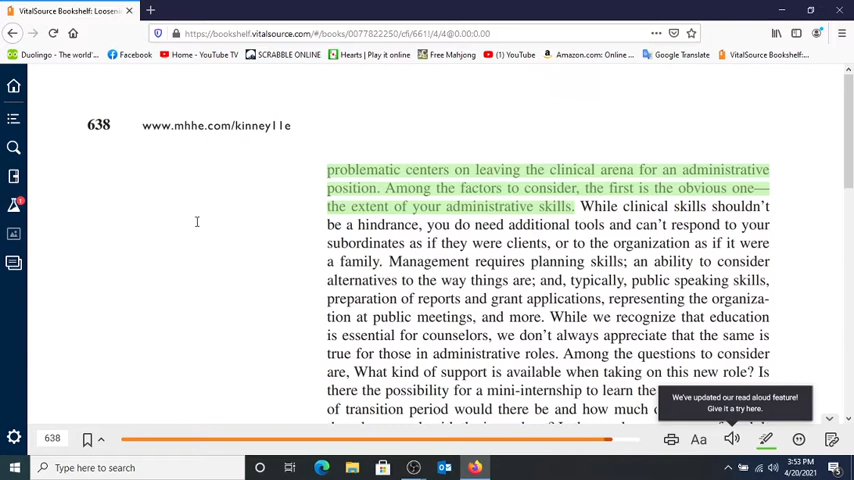 VitalSource Bookshelf: Looseni
https://bookshelf.vitalsource.com/#/books/0077822250/cfi/661!/4/4@0.00:0.00
Duolingo - The world'... Facebook Home - YouTube TV SCRABBLE ONLINE Hearts | Play it online Free Mahjong (1) YouTube Amazon.com: Online ... Google Translate VitalSource Bookshelf:...
638 www.mhhe.com/kinney11e
problematic centers on leaving the clinical arena for an administrative
position. Among the factors to consider, the first is the obvious one—
the extent of your administrative skills. While clinical skills shouldn't
be a hindrance, you do need additional tools and can't respond to your
subordinates as if they were clients, or to the organization as if it were
a family. Management requires planning skills; an ability to consider
alternatives to the way things are; and, typically, public speaking skills,
preparation of reports and grant applications, representing the organiza-
tion at public meetings, and more. While we recognize that education
is essential for counselors, we don't always appreciate that the same is
true for those in administrative roles. Among the questions to consider
are, What kind of support is available when taking on this new role? Is
there the possibility for a mini-internship to learn the
of transition period would there be and how much
We've updated our read aloud feature!
Give it a try here.
638
Aa
Type here to search
3:53 PM
4/20/2021